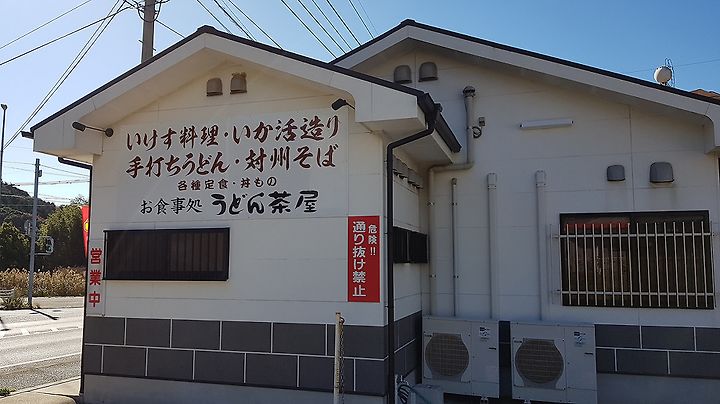 いけす料理・いか活造り
手打ちうどん・対州そば
各種定食・丼もの
お食事処 うどん茶屋
営業中
危険!!
通り抜け禁止